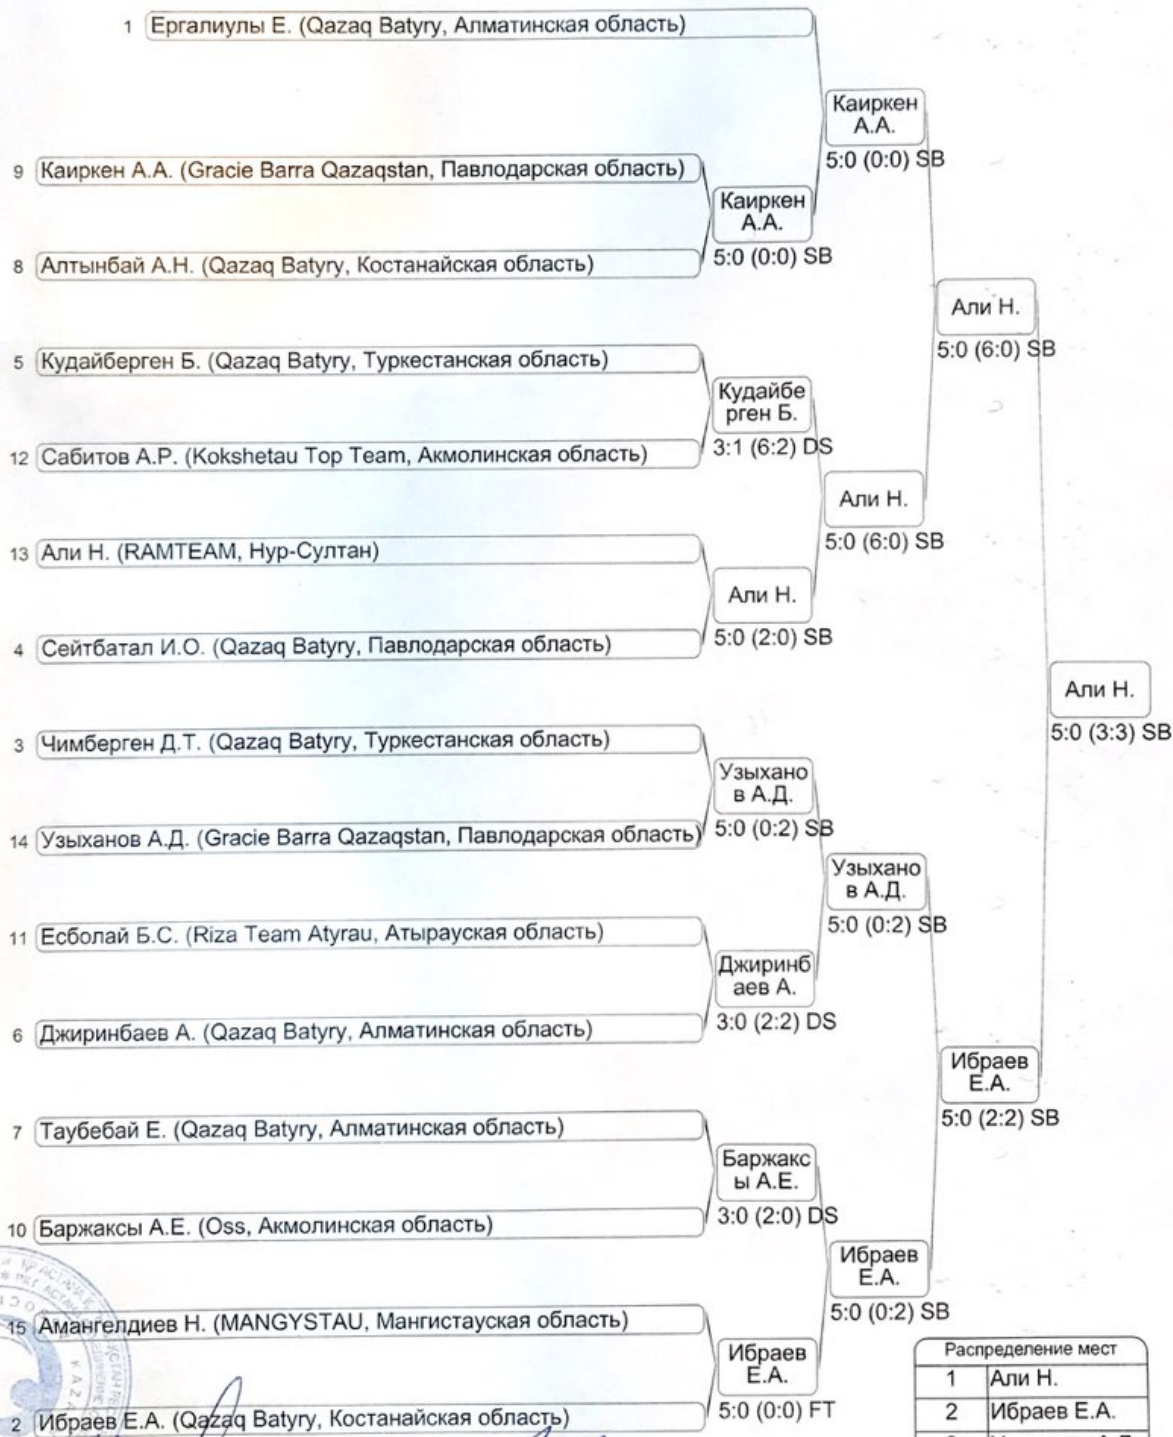 1 Ергалиулы Е. (Qazaq Batyry, Алматинская область)
Каиркен
А.А.
5:0 (0:0) SB
9 Каиркен А.А. (Gracie Barra Qazaqstan, Павлодарская область)
Каиркен
А.А.
5:0 (0:0) SB
8 Алтынбай А.Н. (Qazaq Batyry, Костанайская область)
Али Н.
5:0 (6:0) SB
5 Кудайберген Б. (Qazaq Batyry, Туркестанская область)
Кудайбе
рген Б.
3:1 (6:2) DS
12 Сабитов А.Р. (Kokshetau Top Team, Акмолинская область)
Али Н.
5:0 (6:0) SB
13 Али Н. (RAMTEAM, Нур-Султан)
Али Н.
5:0 (2:0) SB
4 Сейтбатал И.О. (Qazaq Batyry, Павлодарская область)
Али Н.
5:0 (3:3) SB
3 Чимберген Д.Т. (Qazaq Batyry, Туркестанская область)
Узыхано
в А.Д.
5:0 (0:2) SB
14 Узыханов А.Д. (Gracie Barra Qazaqstan, Павлодарская область)
Узыхано
в А.Д.
5:0 (0:2) SB
11 Есболай Б.С. (Riza Team Atyrau, Атырауская область)
Джиринб
аев А.
3:0 (2:2) DS
6 Джиринбаев А. (Qazaq Batyry, Алматинская область)
Ибраев
Е.А.
5:0 (2:2) SB
7 Таубебай Е. (Qazaq Batyry, Алматинская область)
Баржакс
ы А.Е.
3:0 (2:0) DS
10 Баржаксы А.Е. (Oss, Акмолинская область)
Ибраев
Е.А.
5:0 (0:2) SB
15 Амангелдиев Н. (MANGYSTAU, Мангистауская область)
Ибраев
Е.А.
5:0 (0:0) FT
2 Ибраев Е.А. (Qazaq Batyry, Костанайская область)
Распределение мест
1 Али Н.
2 Ибраев Е.А.